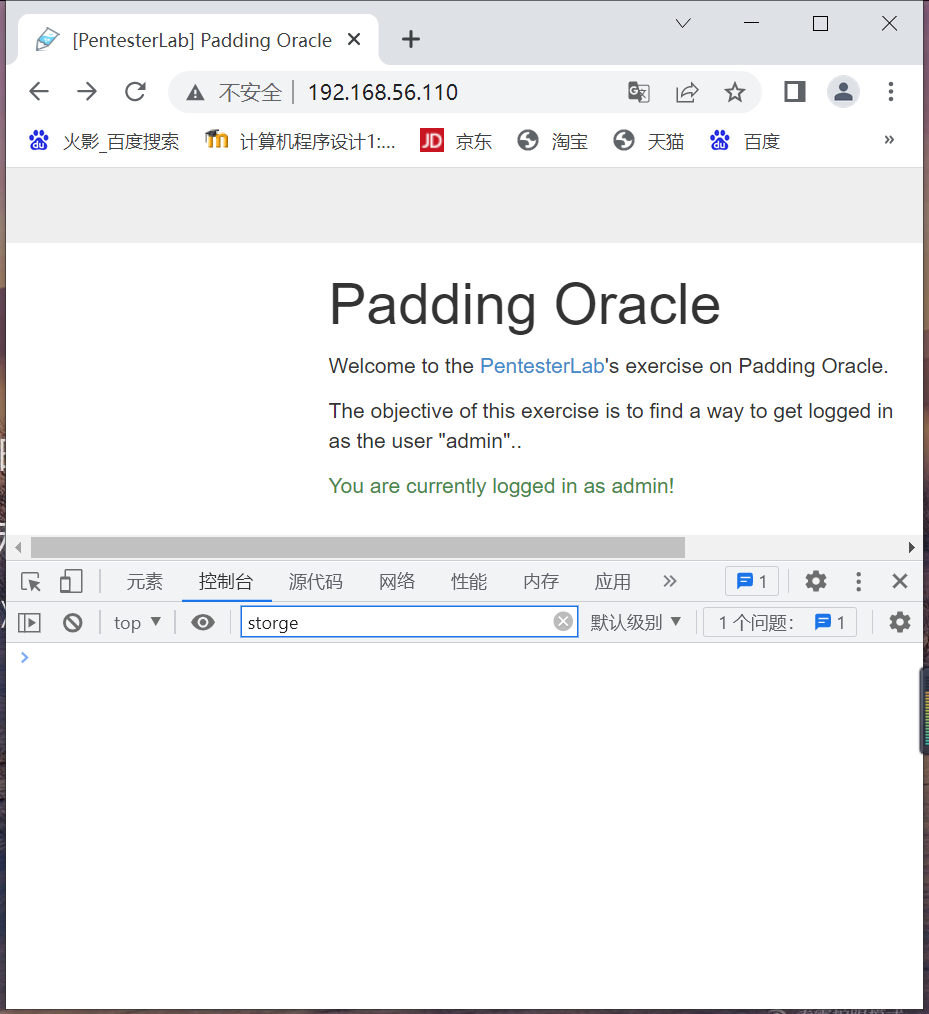 [PentesterLab] Padding Oracle
不安全 192.168.56.110
火影_百度搜索 计算机程序设计1:... JD 京东 淘宝 天猫 百度 »
Padding Oracle
Welcome to the PentesterLab's exercise on Padding Oracle.
The objective of this exercise is to find a way to get logged in
as the user "admin"..
You are currently logged in as admin!
元素 控制台 源代码 网络 性能 内存 应用 » 1
top storge 默认级别 1 个问题: 1